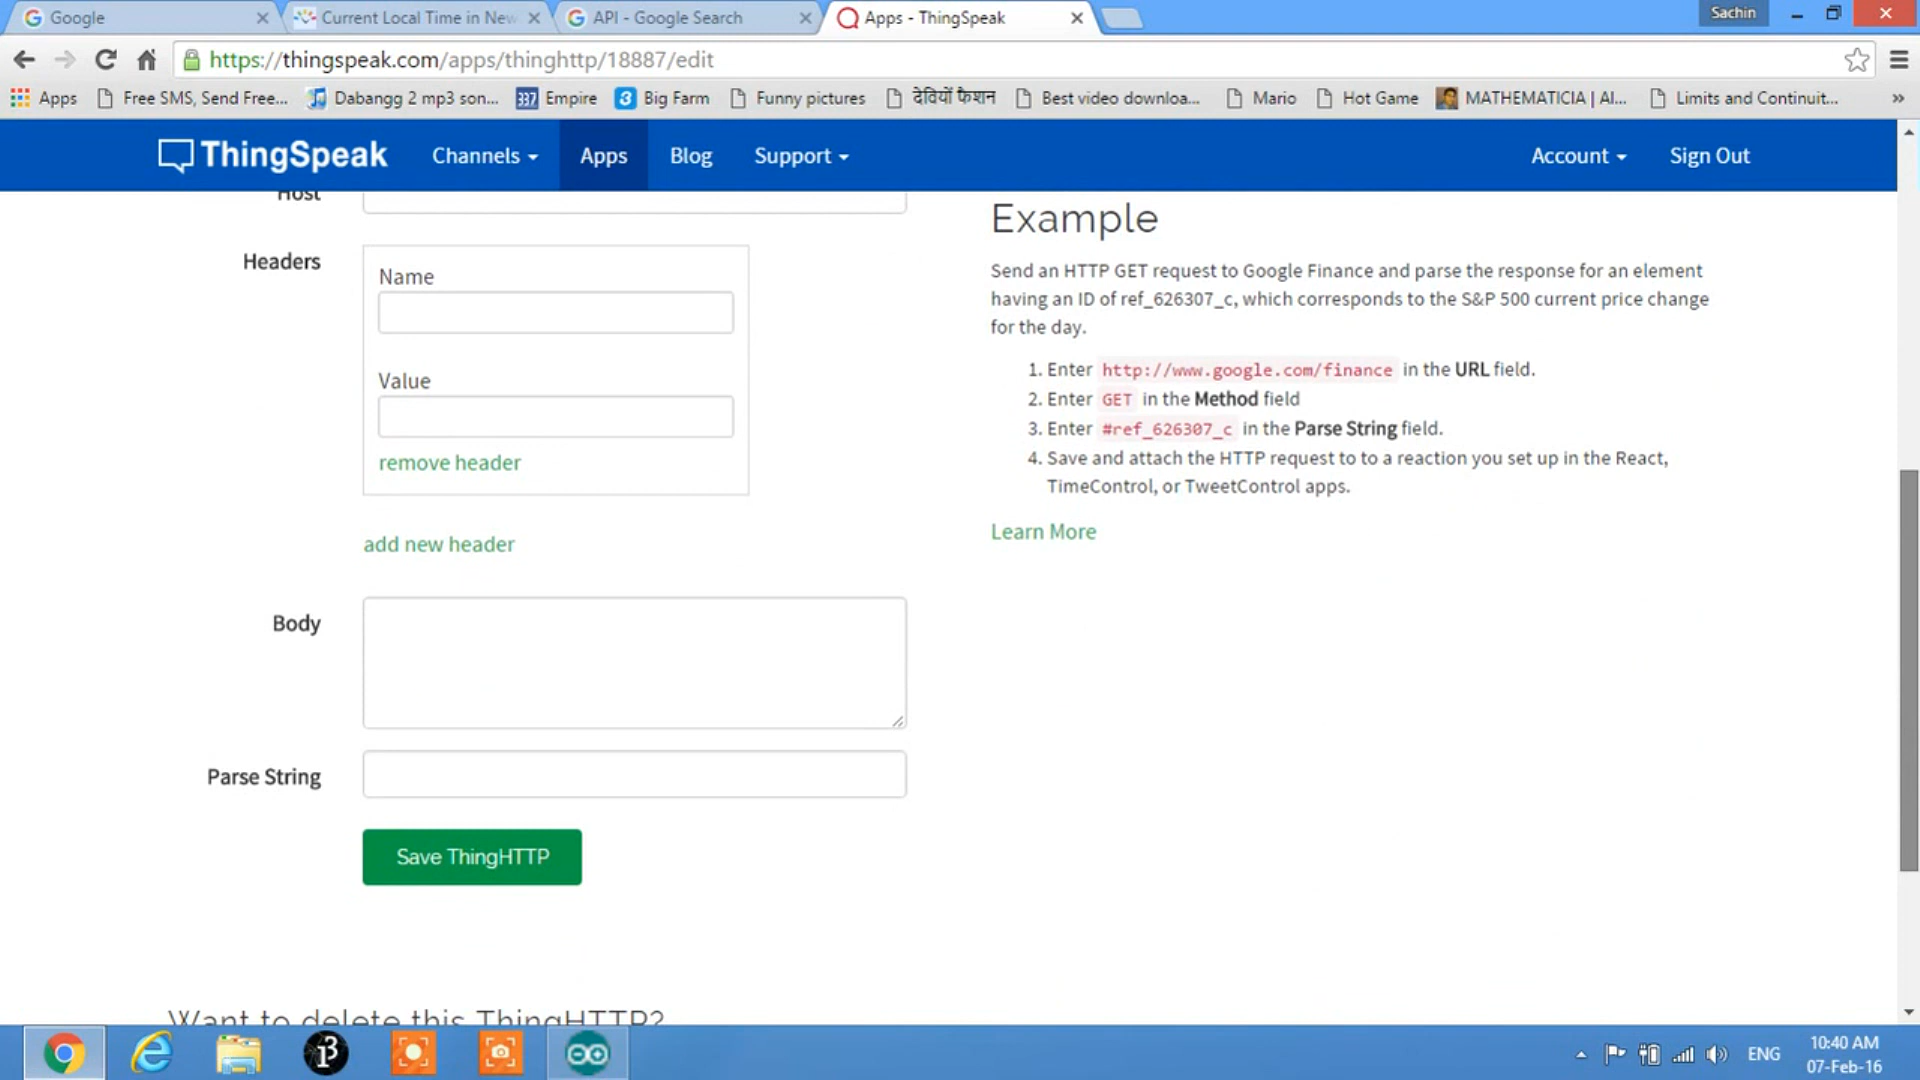 Google
Current Local Time in New
API - Google Search
Apps - ThingSpeak
Sachin
https://thingspeak.com/apps/thinghttp/18887/edit
Apps
Free SMS, Send Free...
Dabangg 2 mp3 son...
337 Empire
3 Big Farm
Funny pictures
देवियों फैशन
Best video downloa...
Mario
Hot Game
MATHEMATICIA | Al...
Limits and Continuit...
»
ThingSpeak
Channels
Apps
Blog
Support
Account
Sign Out
Host
Headers
Name
Value
remove header
add new header
Body
Parse String
Save ThingHTTP
Want to delete this ThingHTTP?
Example
Send an HTTP GET request to Google Finance and parse the response for an element
having an ID of ref_626307_c, which corresponds to the S&P 500 current price change
for the day.
1. Enter http://www.google.com/finance in the URL field.
2. Enter GET in the Method field
3. Enter #ref_626307_c in the Parse String field.
4. Save and attach the HTTP request to to a reaction you set up in the React,
TimeControl, or TweetControl apps.
Learn More
ENG
10:40 AM
07-Feb-16